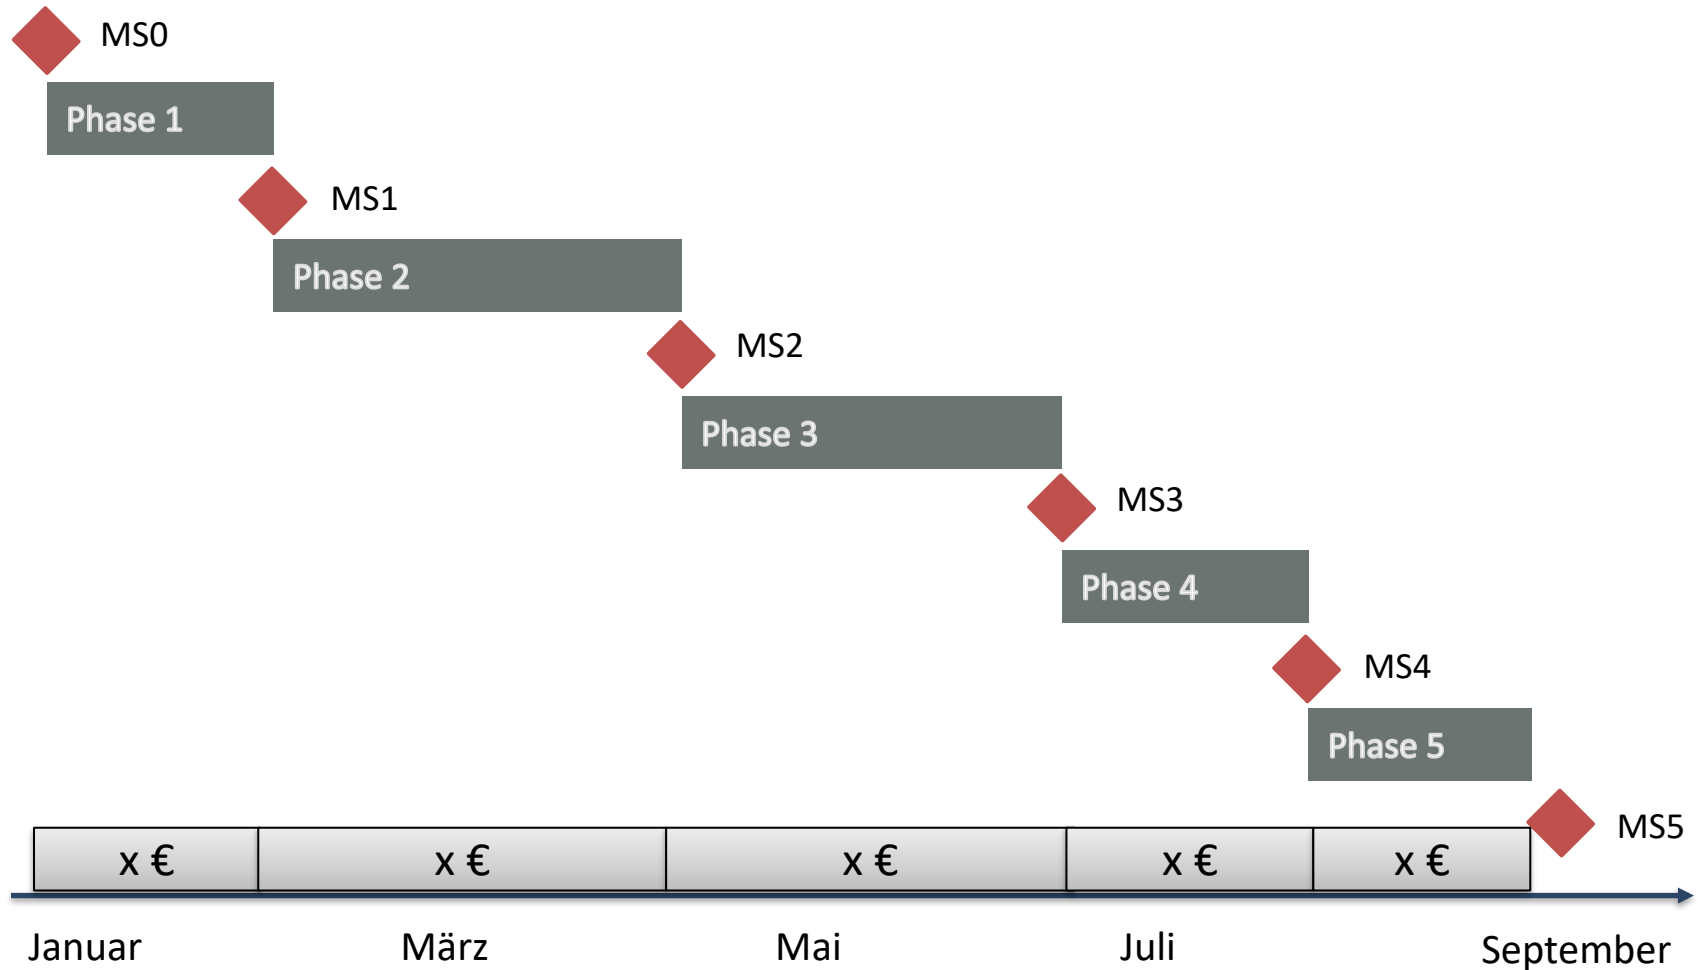 MS0
Phase 1
MS1
Phase 2
MS2
Phase 3
MS3
Phase 4
MS4
Phase 5
MS5
x € x € x € x € x €
Januar März Mai Juli September